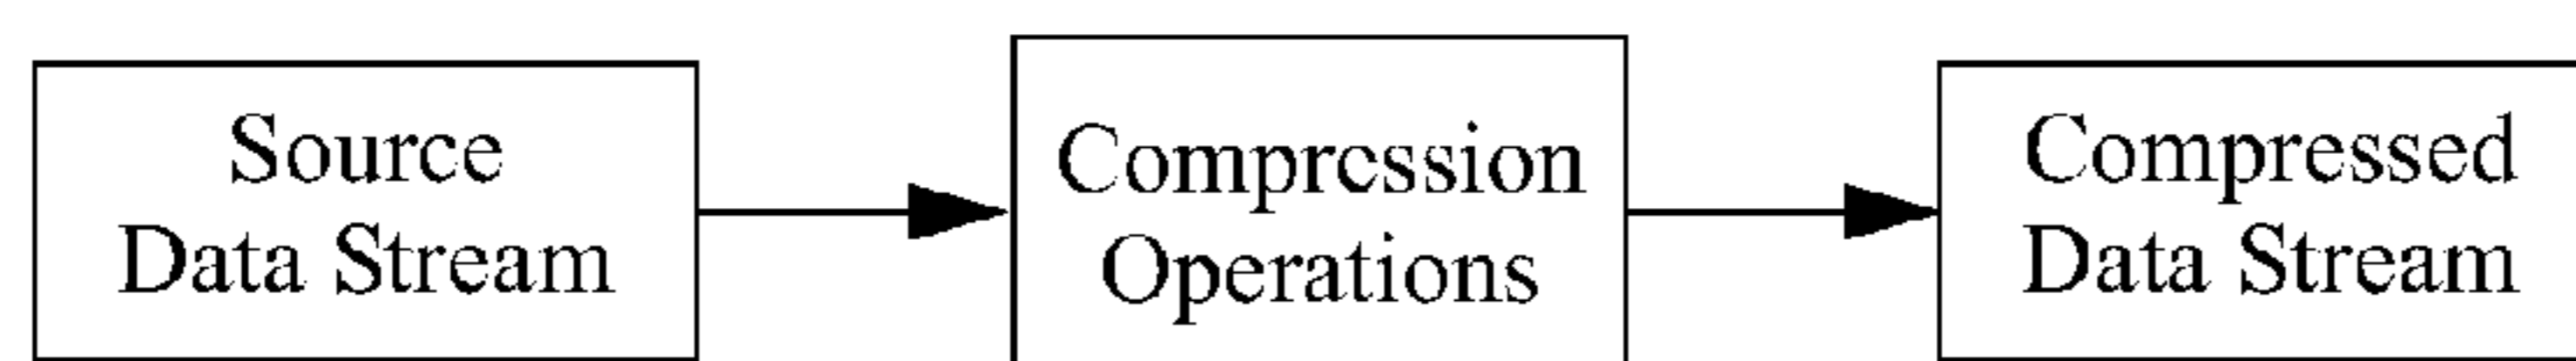 Source
Data Stream
Compression
Operations
Compressed
Data Stream